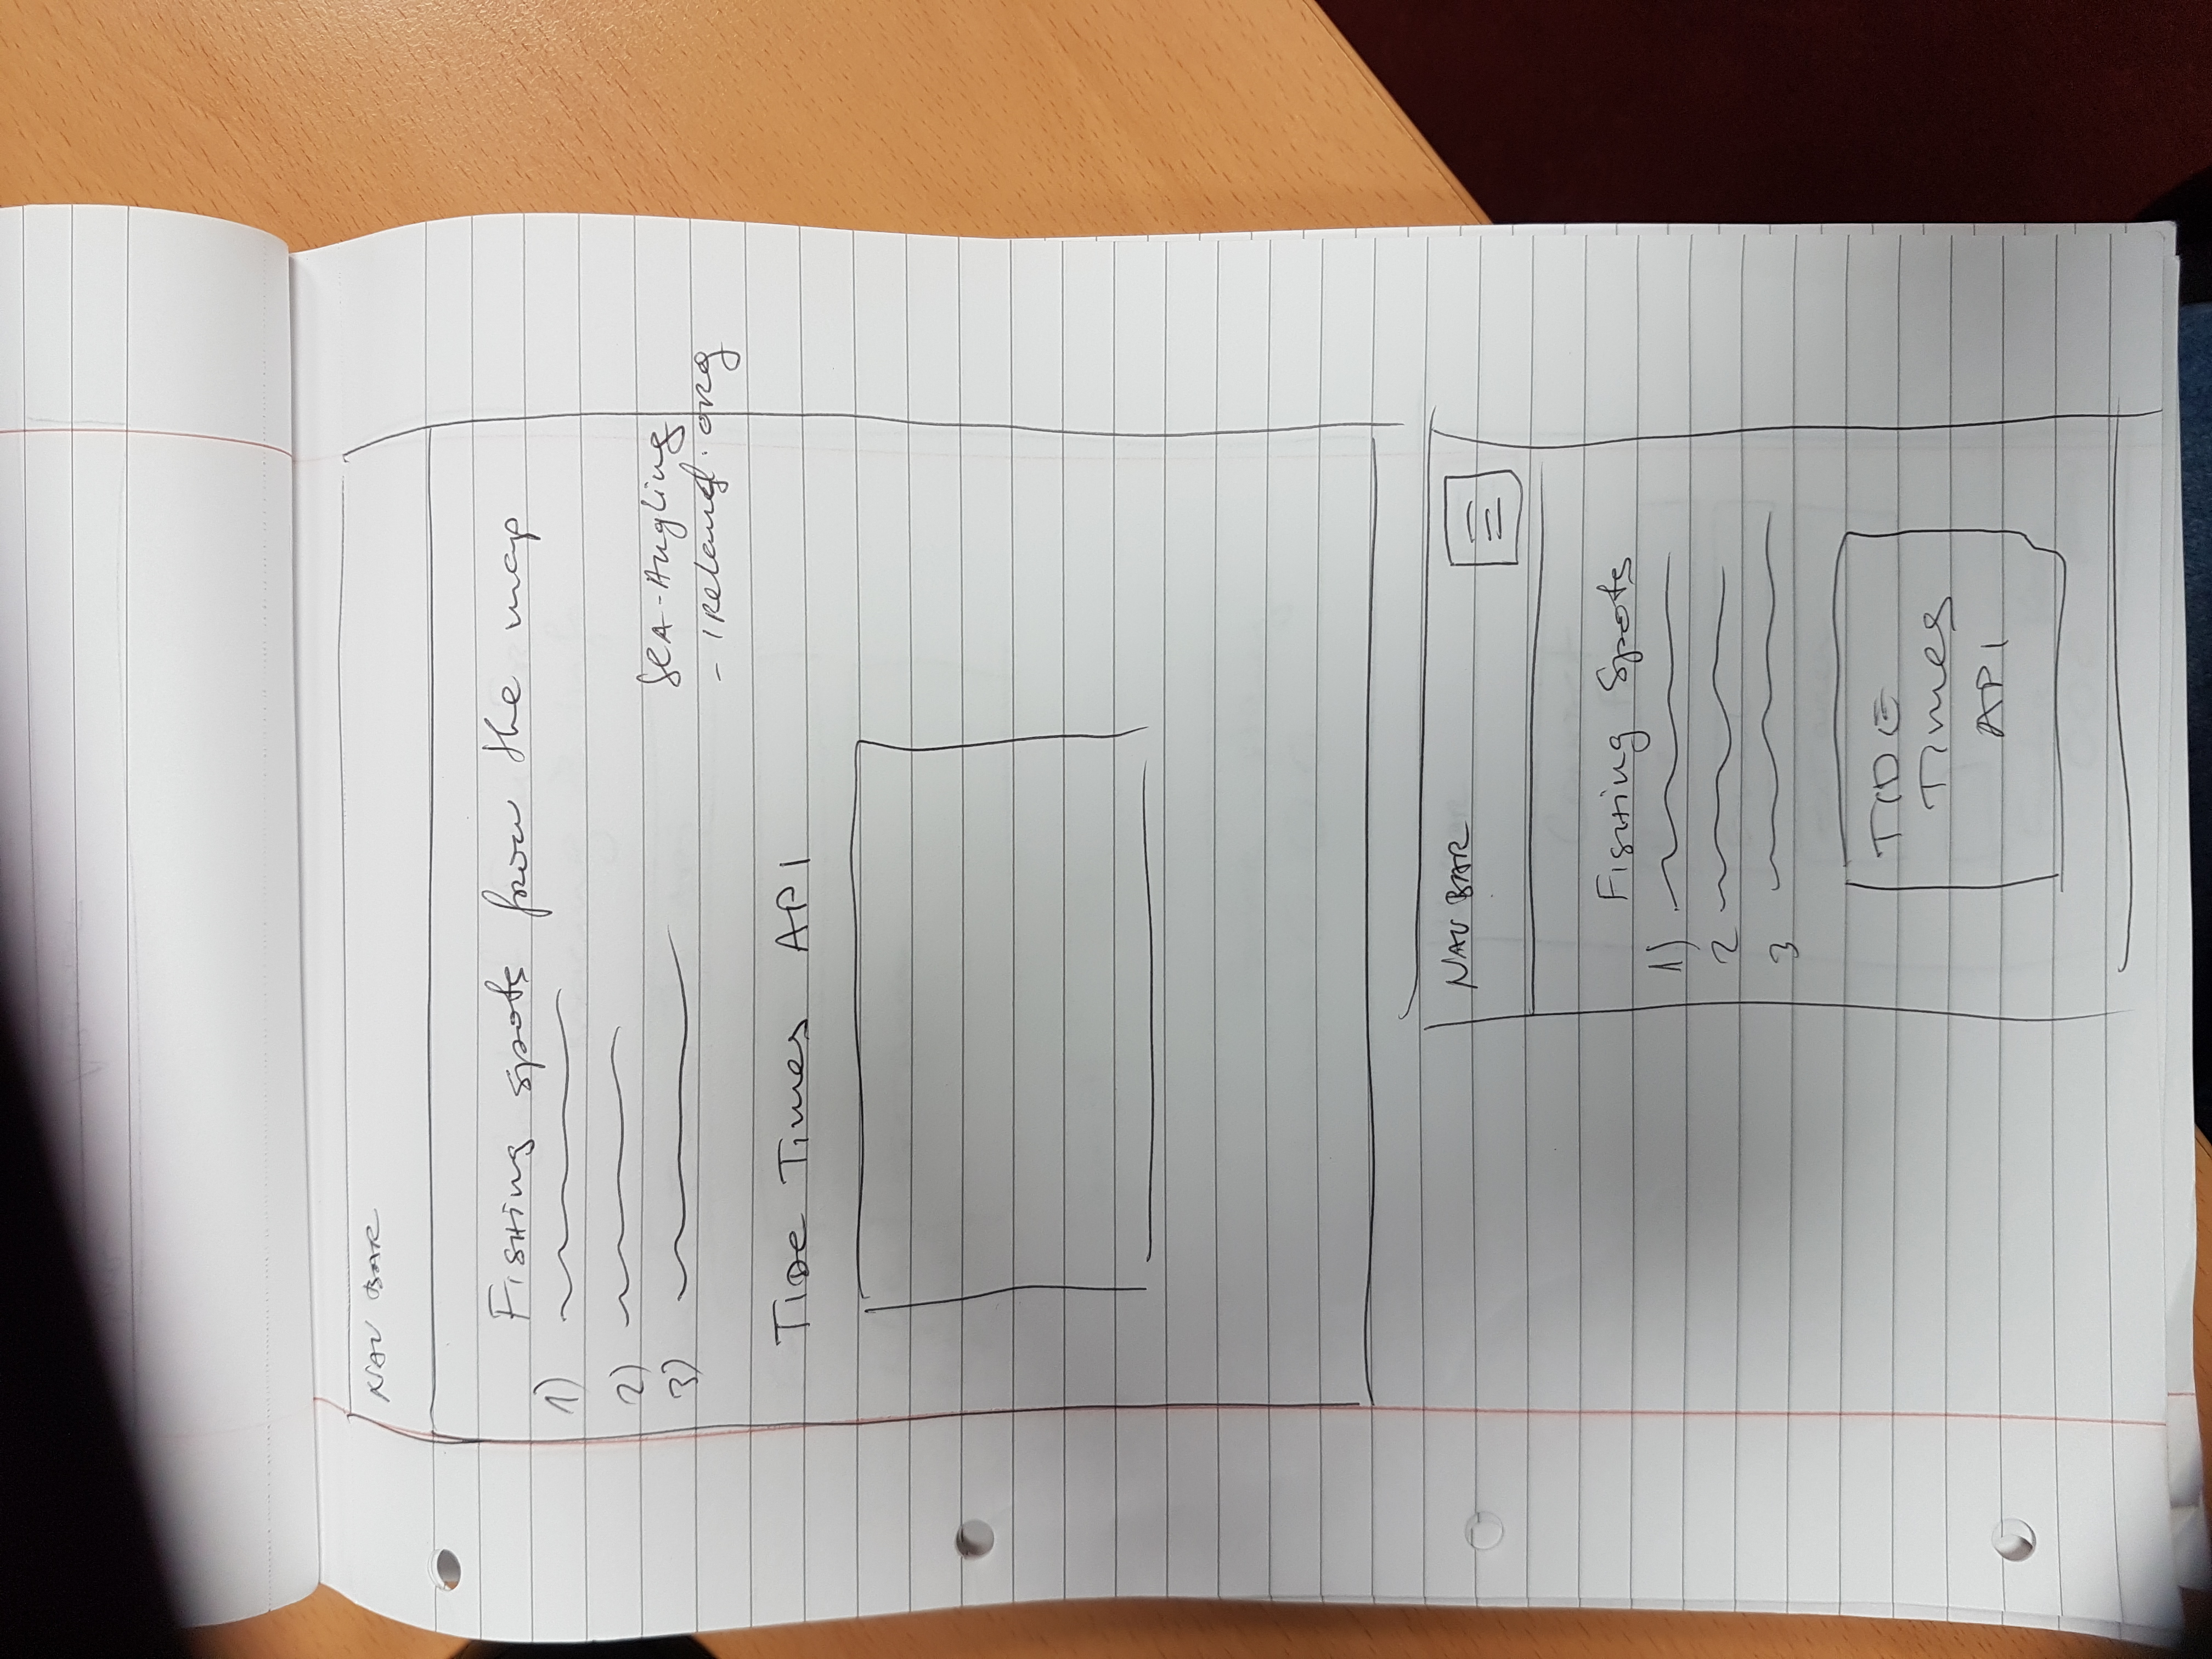 NAV BAR
Fishing spots from the map
1)
2)
3)
SEA-Angling
- Ireland.org
Tide Times API
NAV BAR
Fishing Spots
1)
2
3
TIDE
Times
API